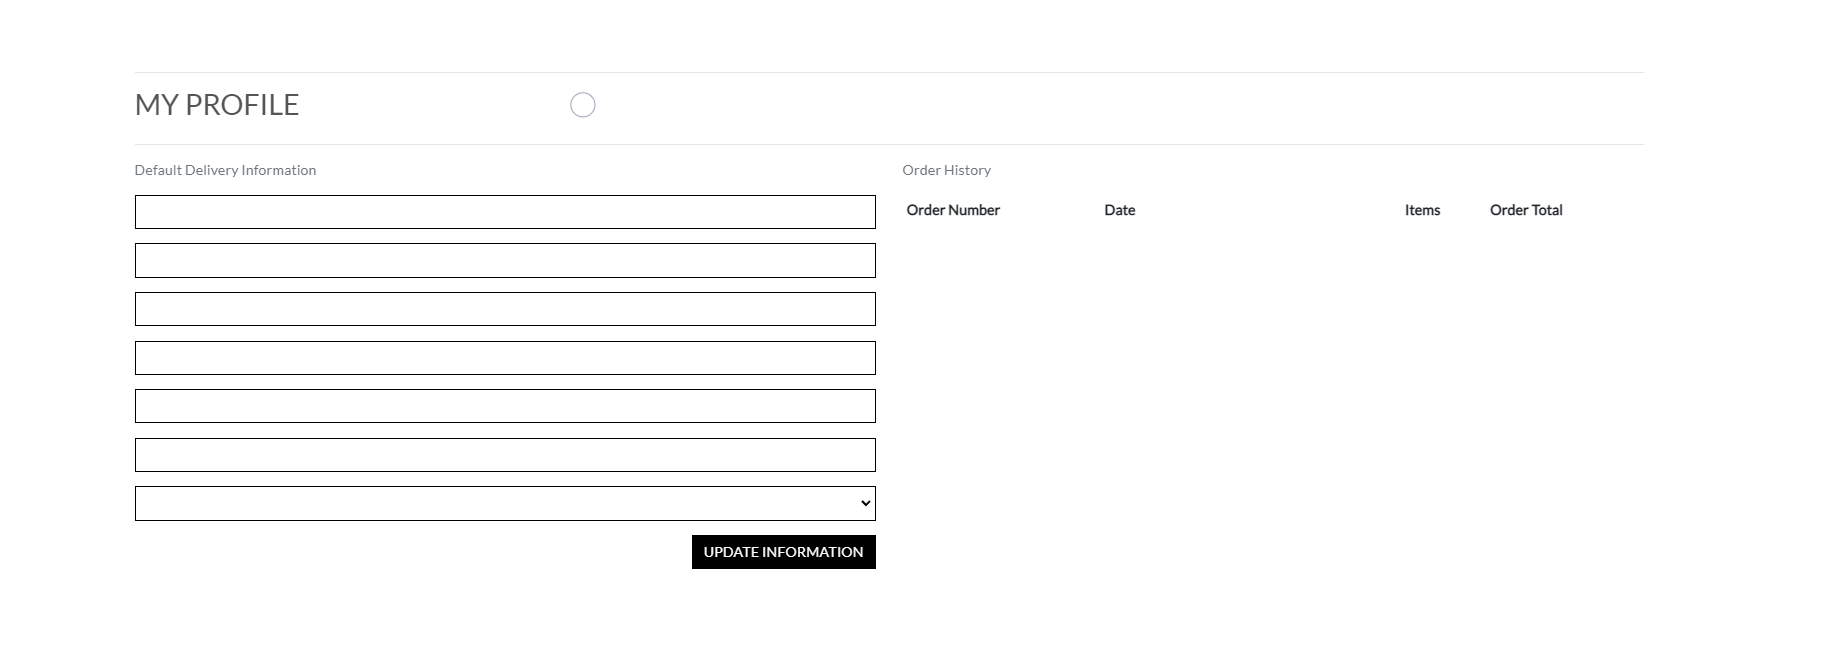 MY PROFILE
Default Delivery Information
Order History
Order Number Date Items Order Total
UPDATE INFORMATION